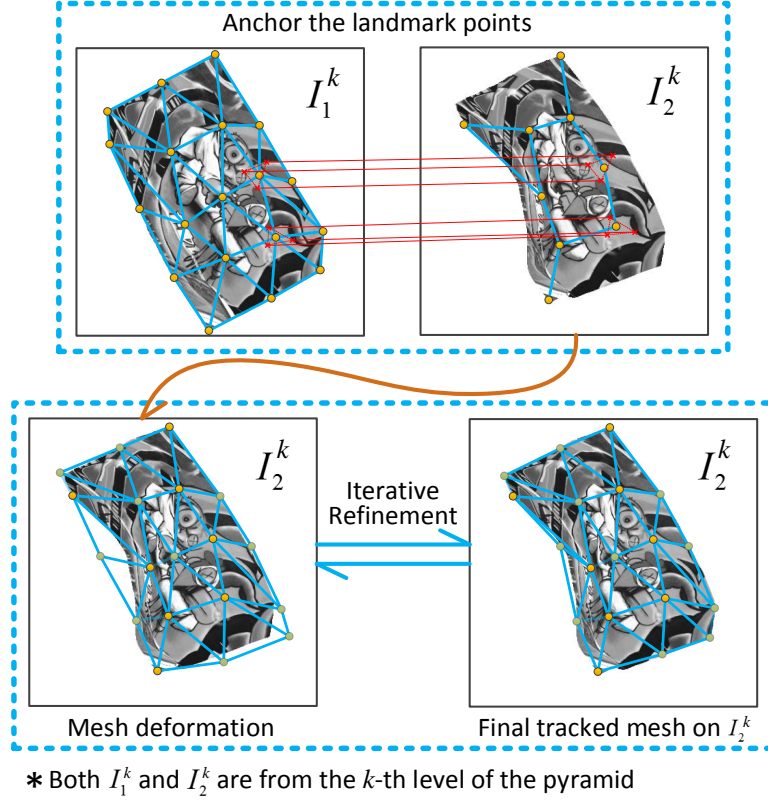 Anchor the landmark points
I_1^k
I_2^k
I_2^k
Iterative
Refinement
I_2^k
Mesh deformation
Final tracked mesh on I_2^k
* Both I_1^k and I_2^k are from the k-th level of the pyramid